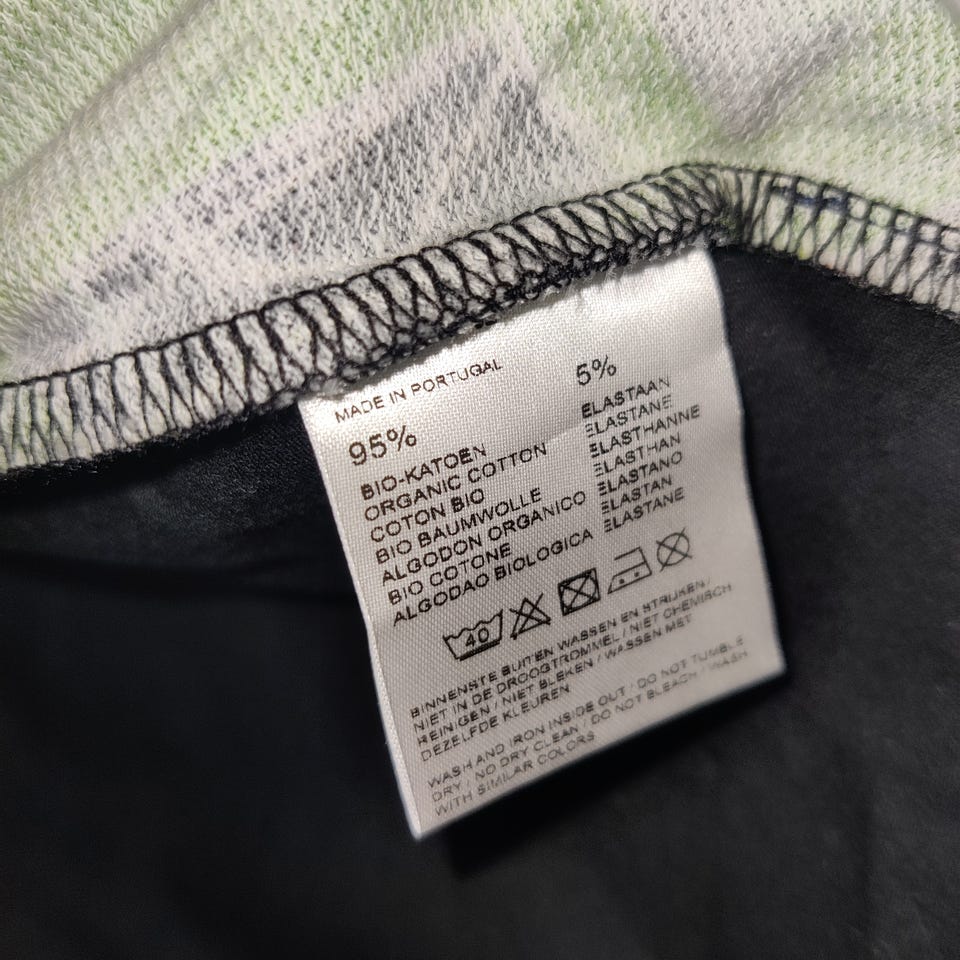 MADE IN PORTUGAL
95%
BIO-KATOEN
ORGANIC COTTON
COTON BIO
BIO BAUMWOLLE
ALGODON ORGANICO
BIO COTONE
ALGODAO BIOLOGICA
5%
ELASTAAN
ELASTANE
ELASTHANNE
ELASTHAN
ELASTANO
ELASTAN
ELASTANE
40
BINNENSTE BUITEN WASSEN EN STRIJKEN/
NIET IN DE DROOGTROMMEL / NIET CHEMISCH
REINIGEN / NIET BLEKEN / WASSEN MET
DEZELFDE KLEUREN
WASH AND IRON INSIDE OUT / DO NOT TUMBLE
DRY / NO DRY CLEAN / DO NOT BLEACH / WASH
WITH SIMILAR COLORS